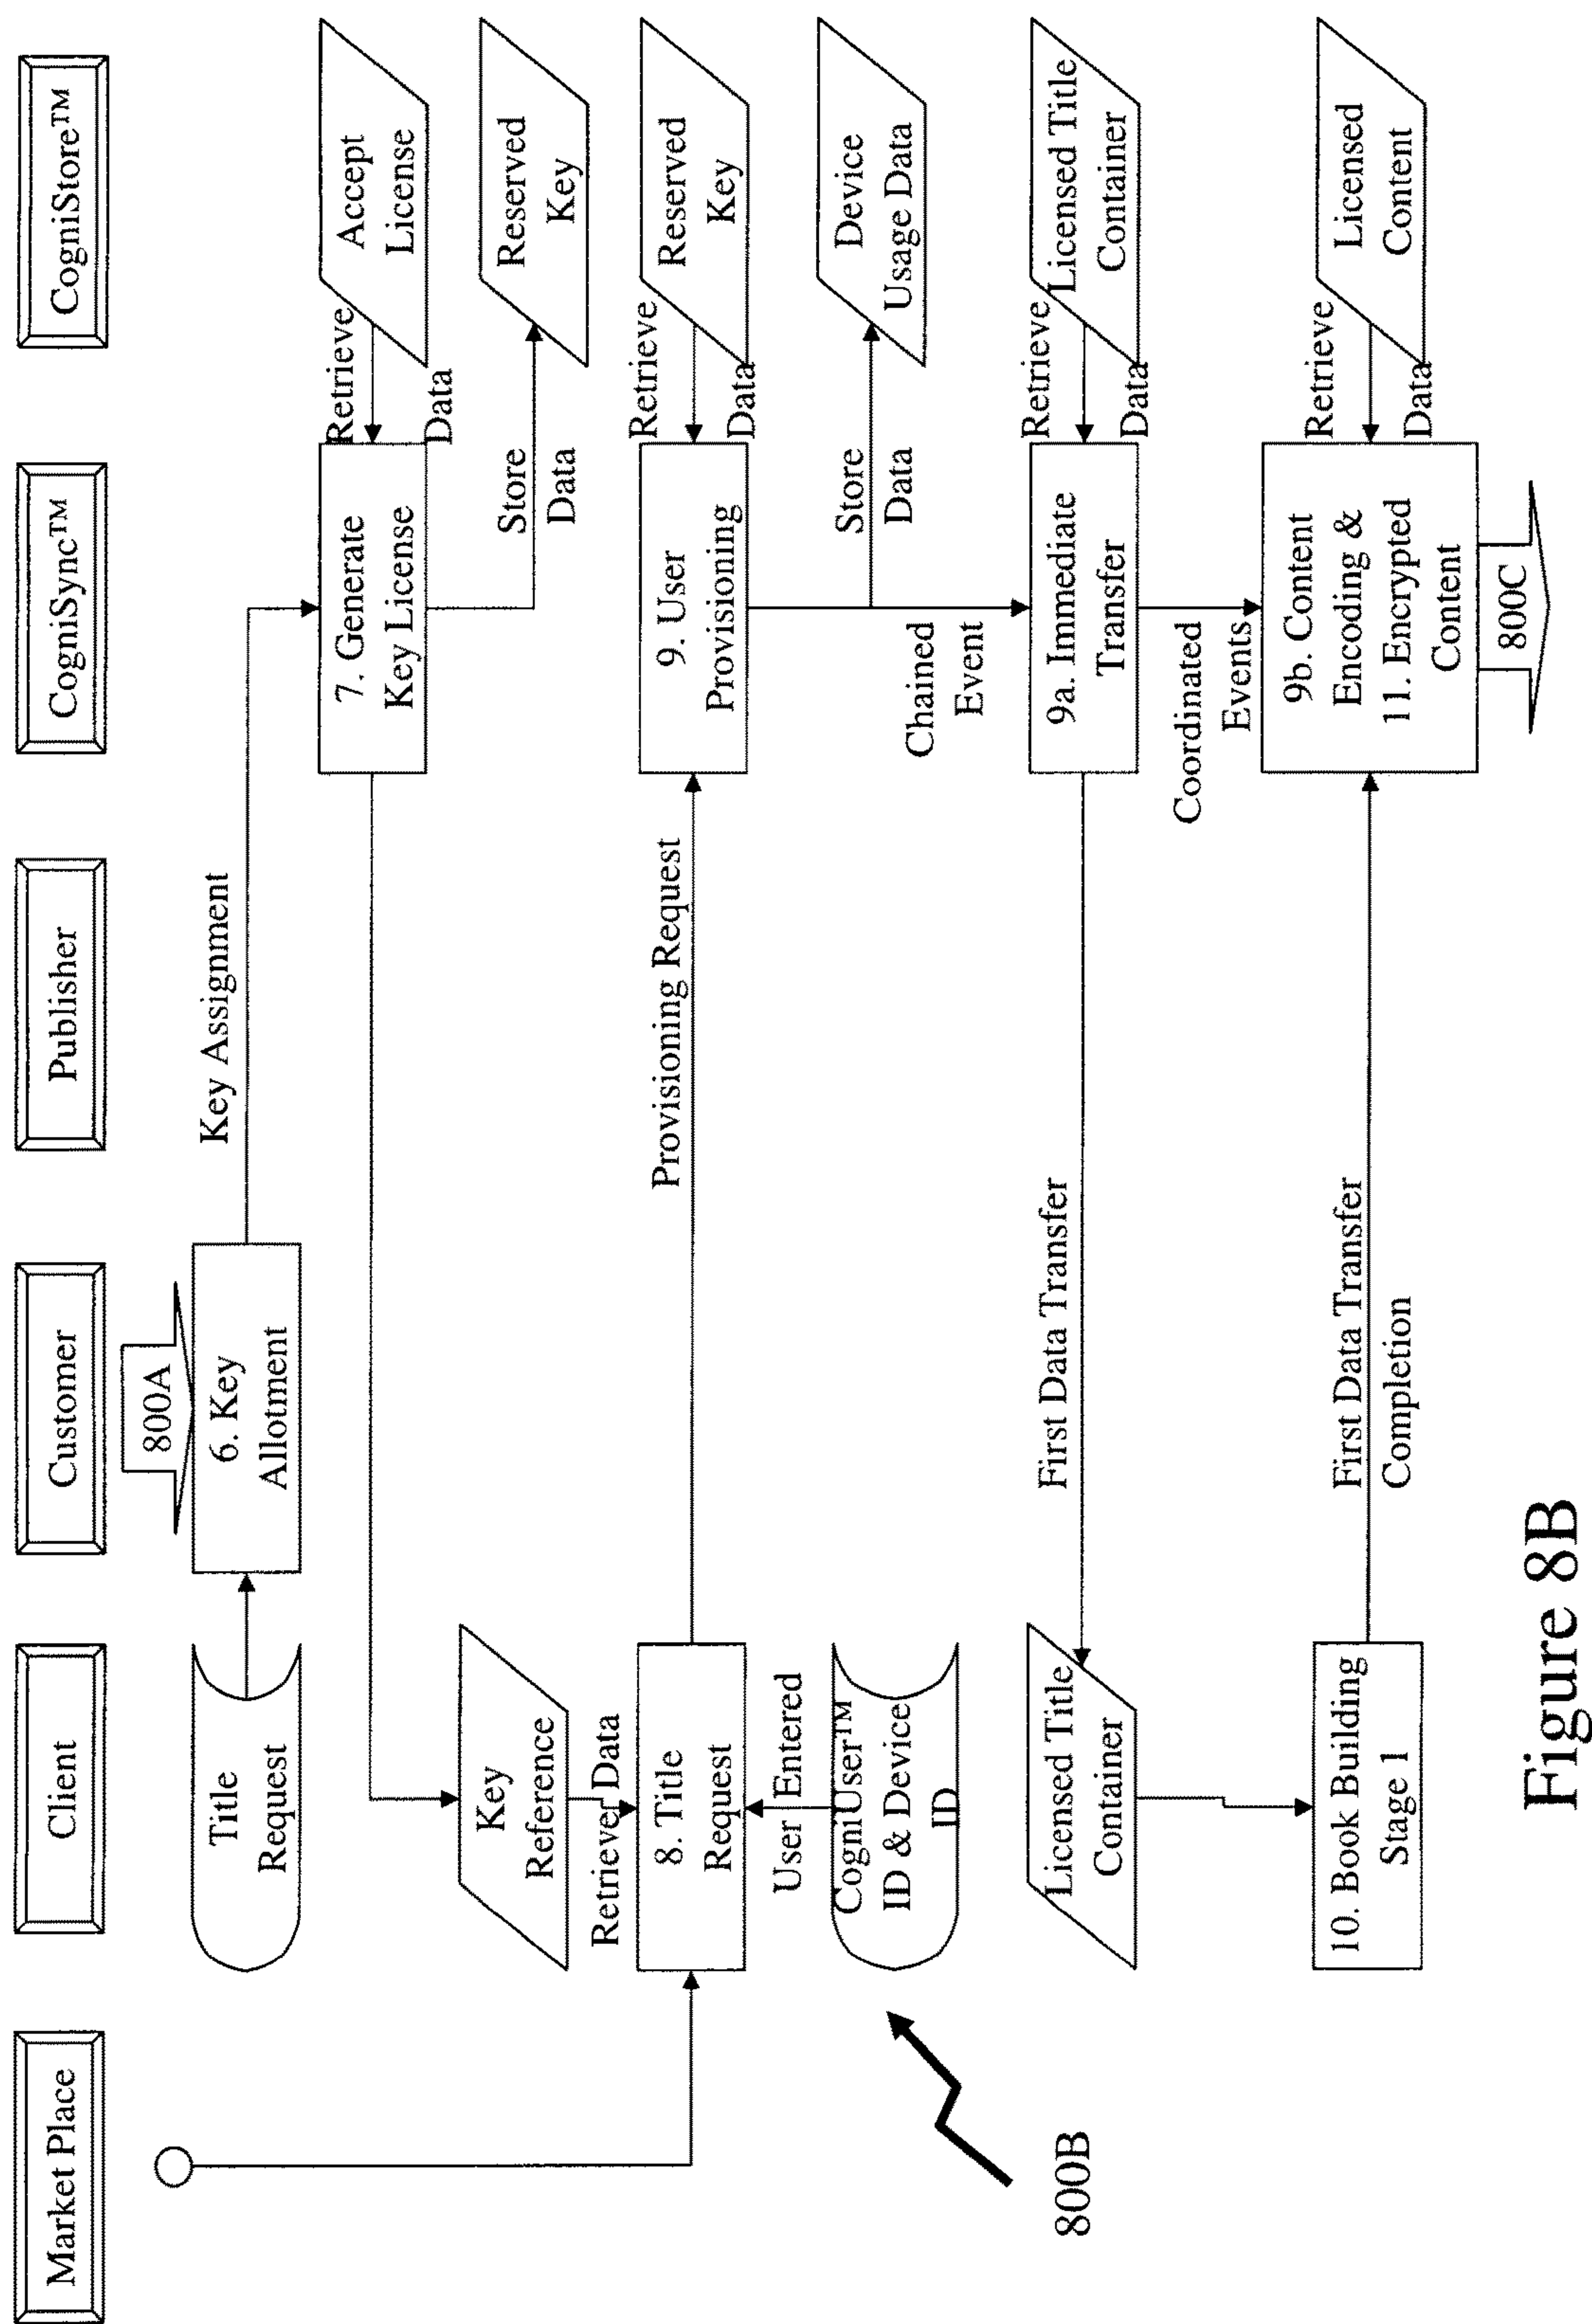 Market Place
Client
Customer
Publisher
CogniSync™
CogniStore™
800A
Title
Request
6. Key
Allotment
Key Assignment
7. Generate
Key License
Retrieve
Data
Accept
License
Store
Data
Reserved
Key
Key
Reference
Retrieve Data
8. Title
Request
Provisioning Request
9. User
Provisioning
Retrieve
Data
Reserved
Key
User Entered
CogniUser™
ID & Device
ID
Store
Data
Device
Usage Data
Chained
Event
800B
Licensed Title
Container
First Data Transfer
9a. Immediate
Transfer
Retrieve
Data
Licensed Title
Container
Coordinated
Events
10. Book Building
Stage 1
First Data Transfer
Completion
9b. Content
Encoding &
11. Encrypted
Content
Retrieve
Data
Licensed
Content
800C
Figure 8B